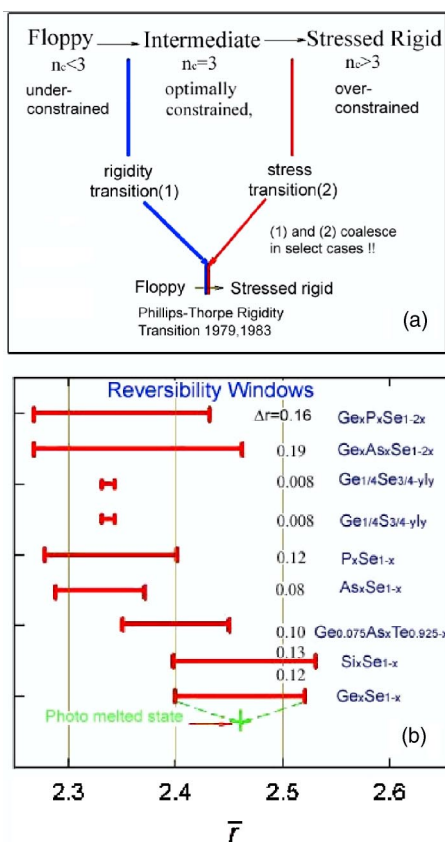 Floppy → Intermediate → Stressed Rigid
n_c<3 n_c=3 n_c>3
under- optimally over-
constrained constrained, constrained
rigidity stress
transition(1) transition(2)
(1) and (2) coalesce
in select cases !!
Floppy → Stressed rigid
Phillips-Thorpe Rigidity
Transition 1979,1983
(a)
Reversibility Windows
Δr=0.16 GexPxSe1-2x
0.19 GexAsxSe1-2x
0.008 Ge1/4Se3/4-yIy
0.008 Ge1/4S3/4-yIy
0.12 PxSe1-x
0.08 AsxSe1-x
0.10 Ge0.075AsxTe0.925-x
0.13 SixSe1-x
0.12 GexSe1-x
Photo melted state
(b)
2.3 2.4 2.5 2.6
r̅